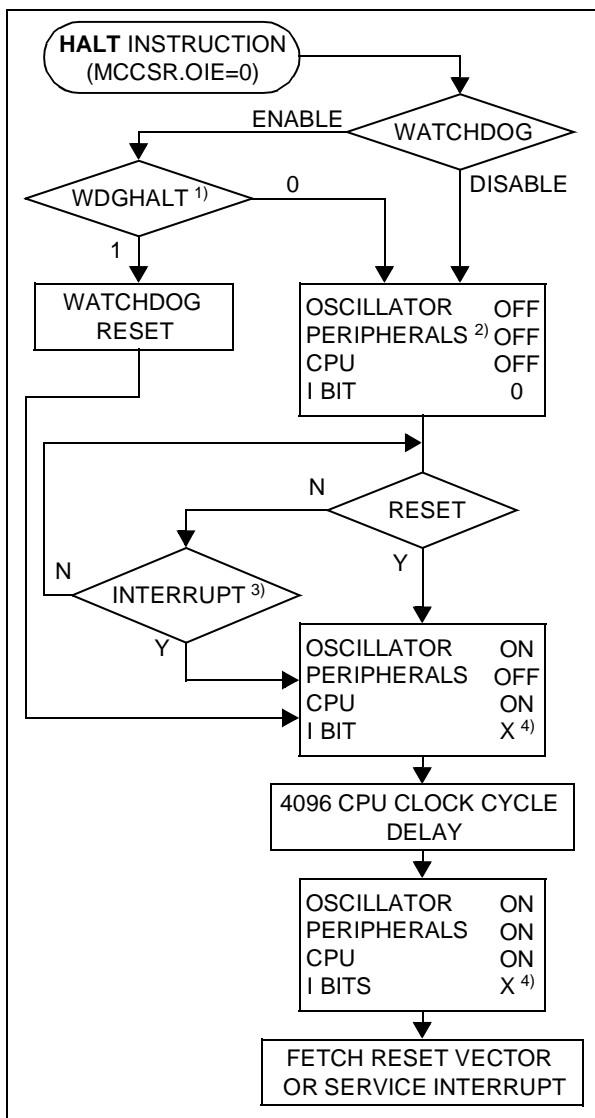 HALT INSTRUCTION
(MCCSR.OIE=0)
ENABLE
WATCHDOG
WDGHALT 1)
0
DISABLE
1
WATCHDOG
RESET
OSCILLATOR OFF
PERIPHERALS 2) OFF
CPU OFF
I BIT 0
N
RESET
N
Y
INTERRUPT 3)
Y
OSCILLATOR ON
PERIPHERALS OFF
CPU ON
I BIT X 4)
4096 CPU CLOCK CYCLE
DELAY
OSCILLATOR ON
PERIPHERALS ON
CPU ON
I BITS X 4)
FETCH RESET VECTOR
OR SERVICE INTERRUPT